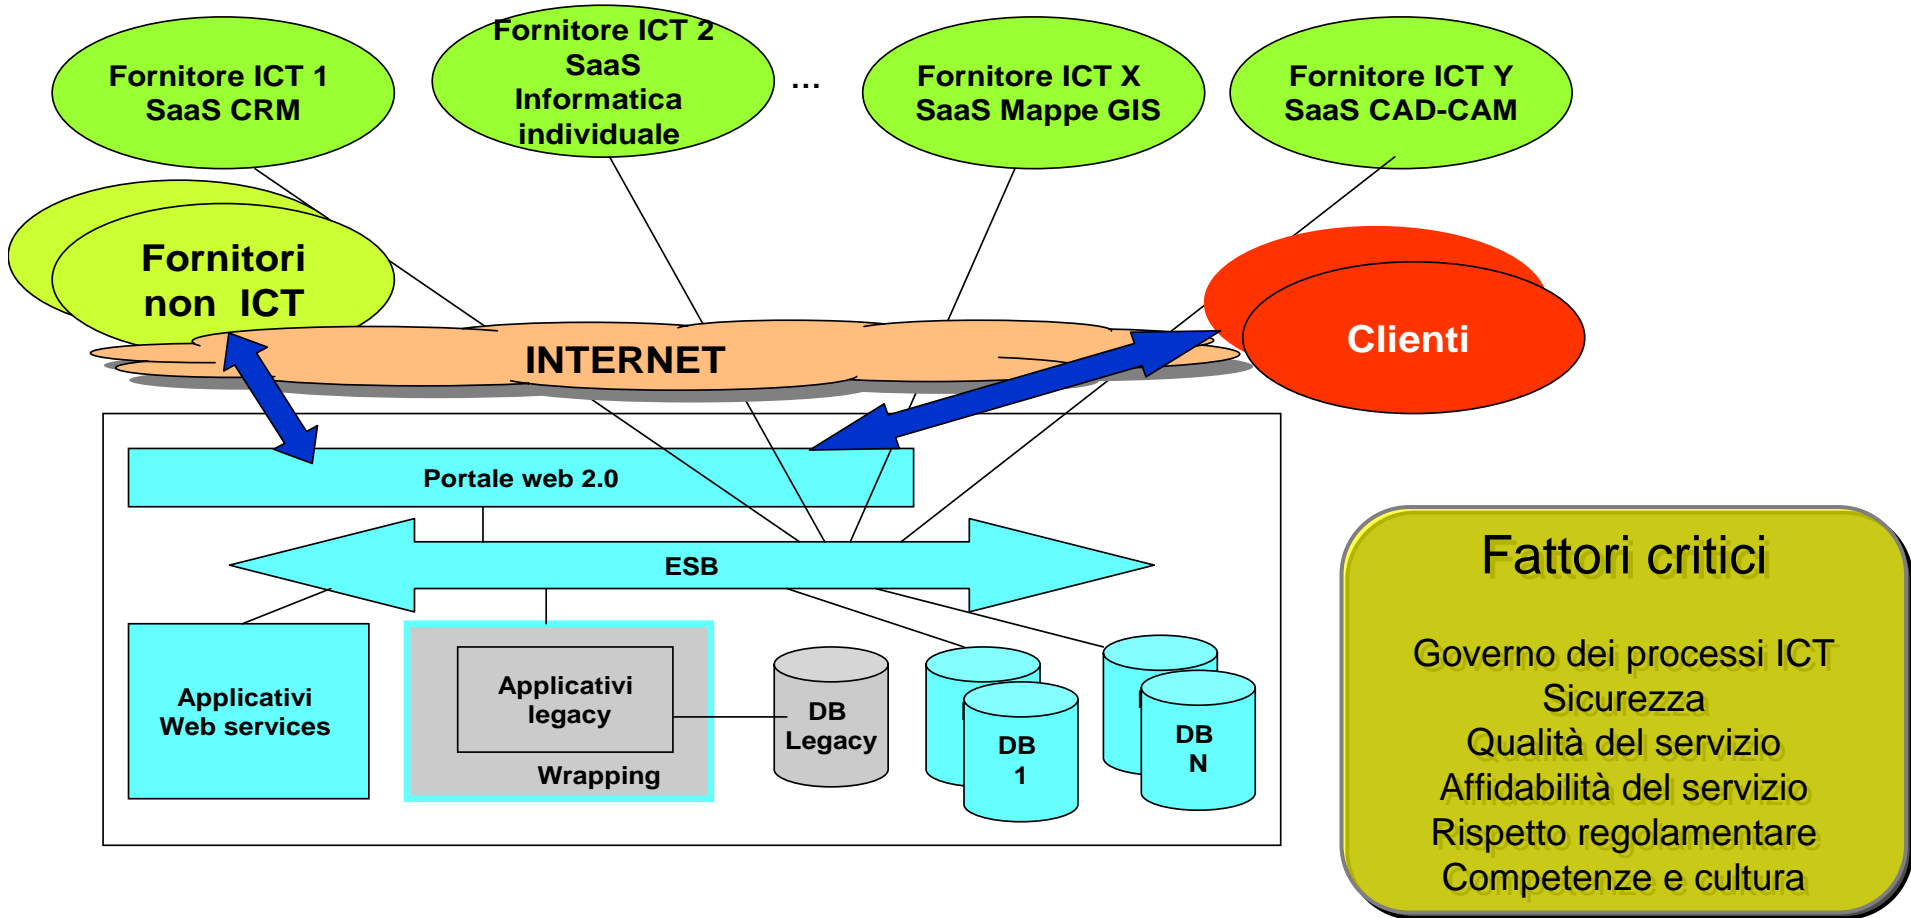 Fornitore ICT 1
SaaS CRM
Fornitore ICT 2
SaaS
Informatica
individuale
...
Fornitore ICT X
SaaS Mappe GIS
Fornitore ICT Y
SaaS CAD-CAM
Fornitori
non ICT
INTERNET
Clienti
Portale web 2.0
ESB
Applicativi
Web services
Applicativi
legacy
Wrapping
DB
Legacy
DB
1
DB
N
Fattori critici
Governo dei processi ICT
Sicurezza
Qualità del servizio
Affidabilità del servizio
Rispetto regolamentare
Competenze e cultura